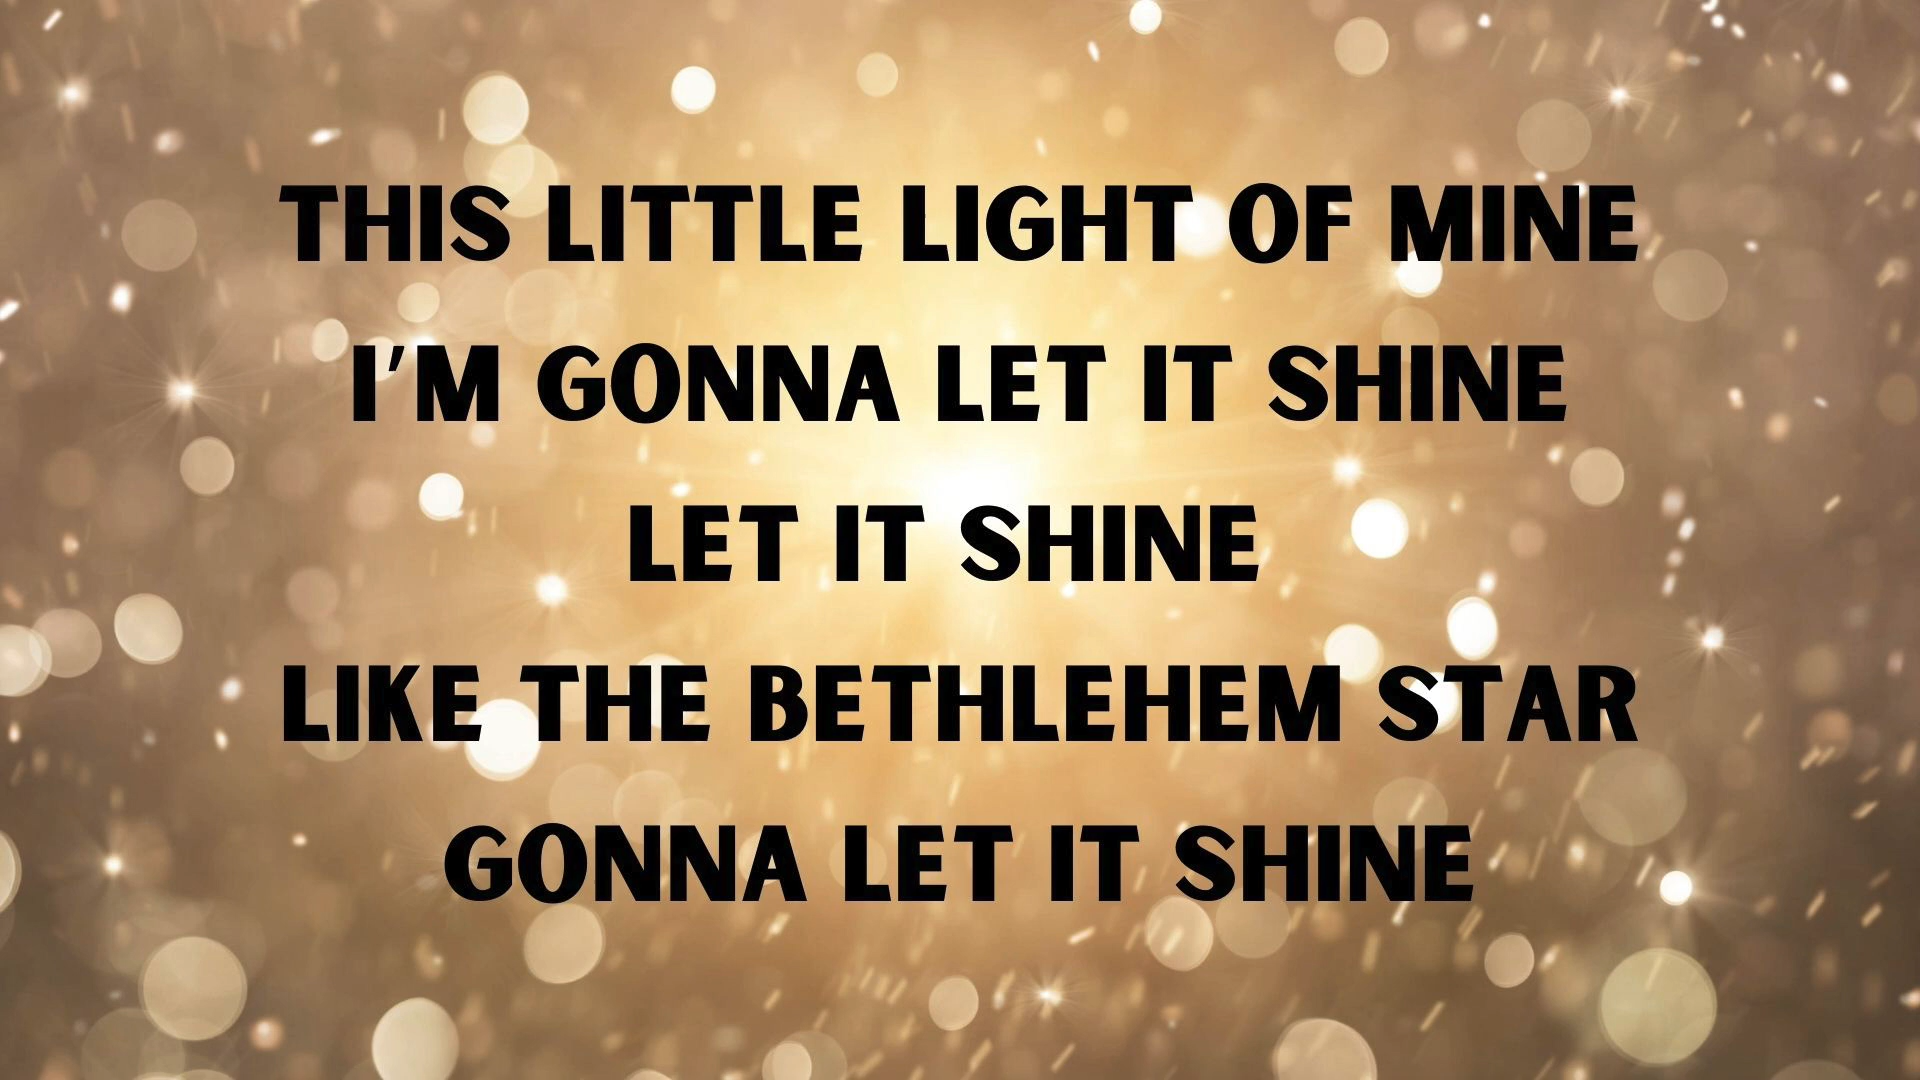 THIS LITTLE LIGHT OF MINE
I'M GONNA LET IT SHINE
LET IT SHINE
LIKE THE BETHLEHEM STAR
GONNA LET IT SHINE